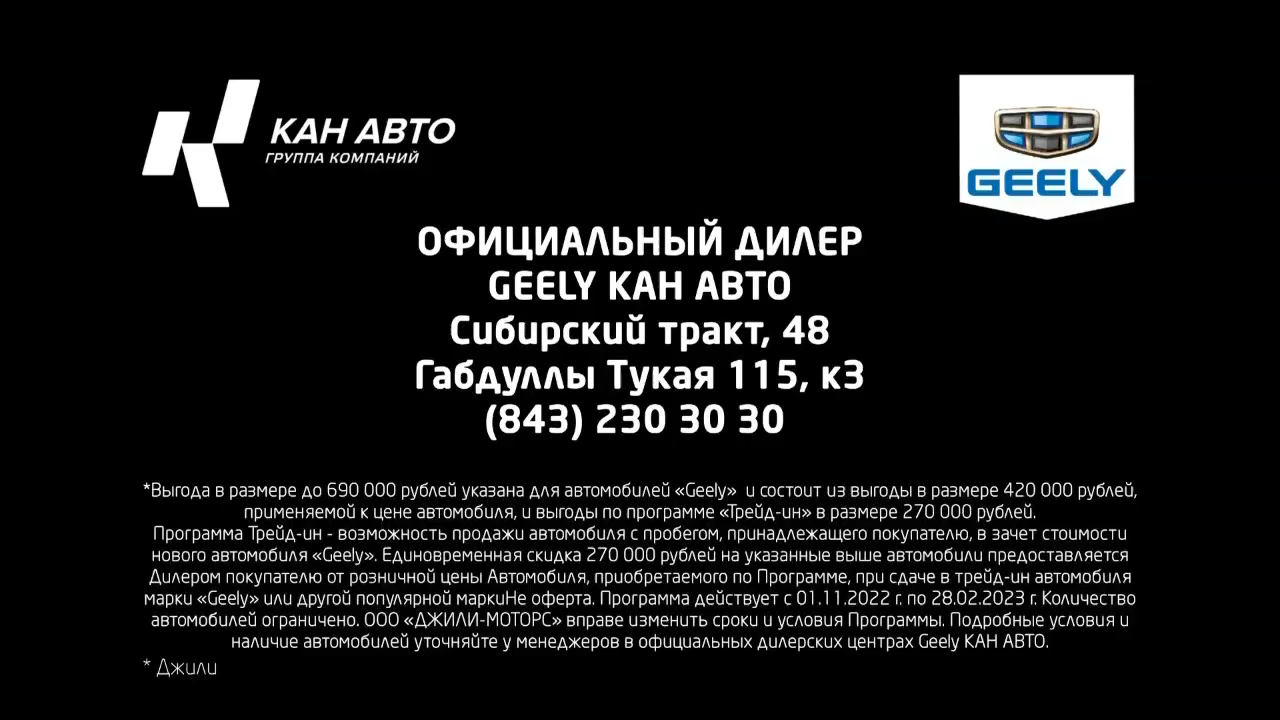 КАН АВТО
ГРУППА КОМПАНИЙ
GEELY
ОФИЦИАЛЬНЫЙ ДИЛЕР
GEELY КАН АВТО
Сибирский тракт, 48
Габдуллы Тукая 115, к3
(843) 230 30 30
*Выгода в размере до 690 000 рублей указана для автомобилей «Geely» и состоит из выгоды в размере 420 000 рублей,
применяемой к цене автомобиля, и выгоды по программе «Трейд-ин» в размере 270 000 рублей.
Программа Трейд-ин - возможность продажи автомобиля с пробегом, принадлежащего покупателю, в зачет стоимости
нового автомобиля «Geely». Единовременная скидка 270 000 рублей на указанные выше автомобили предоставляется
Дилером покупателю от розничной цены Автомобиля, приобретаемого по Программе, при сдаче в трейд-ин автомобиля
марки «Geely» или другой популярной маркиНе оферта. Программа действует с 01.11.2022 г. по 28.02.2023 г. Количество
автомобилей ограничено. ООО «ДЖИЛИ-МОТОРС» вправе изменить сроки и условия Программы. Подробные условия и
наличие автомобилей уточняйте у менеджеров в официальных дилерских центрах Geely КАН АВТО.
* Джили